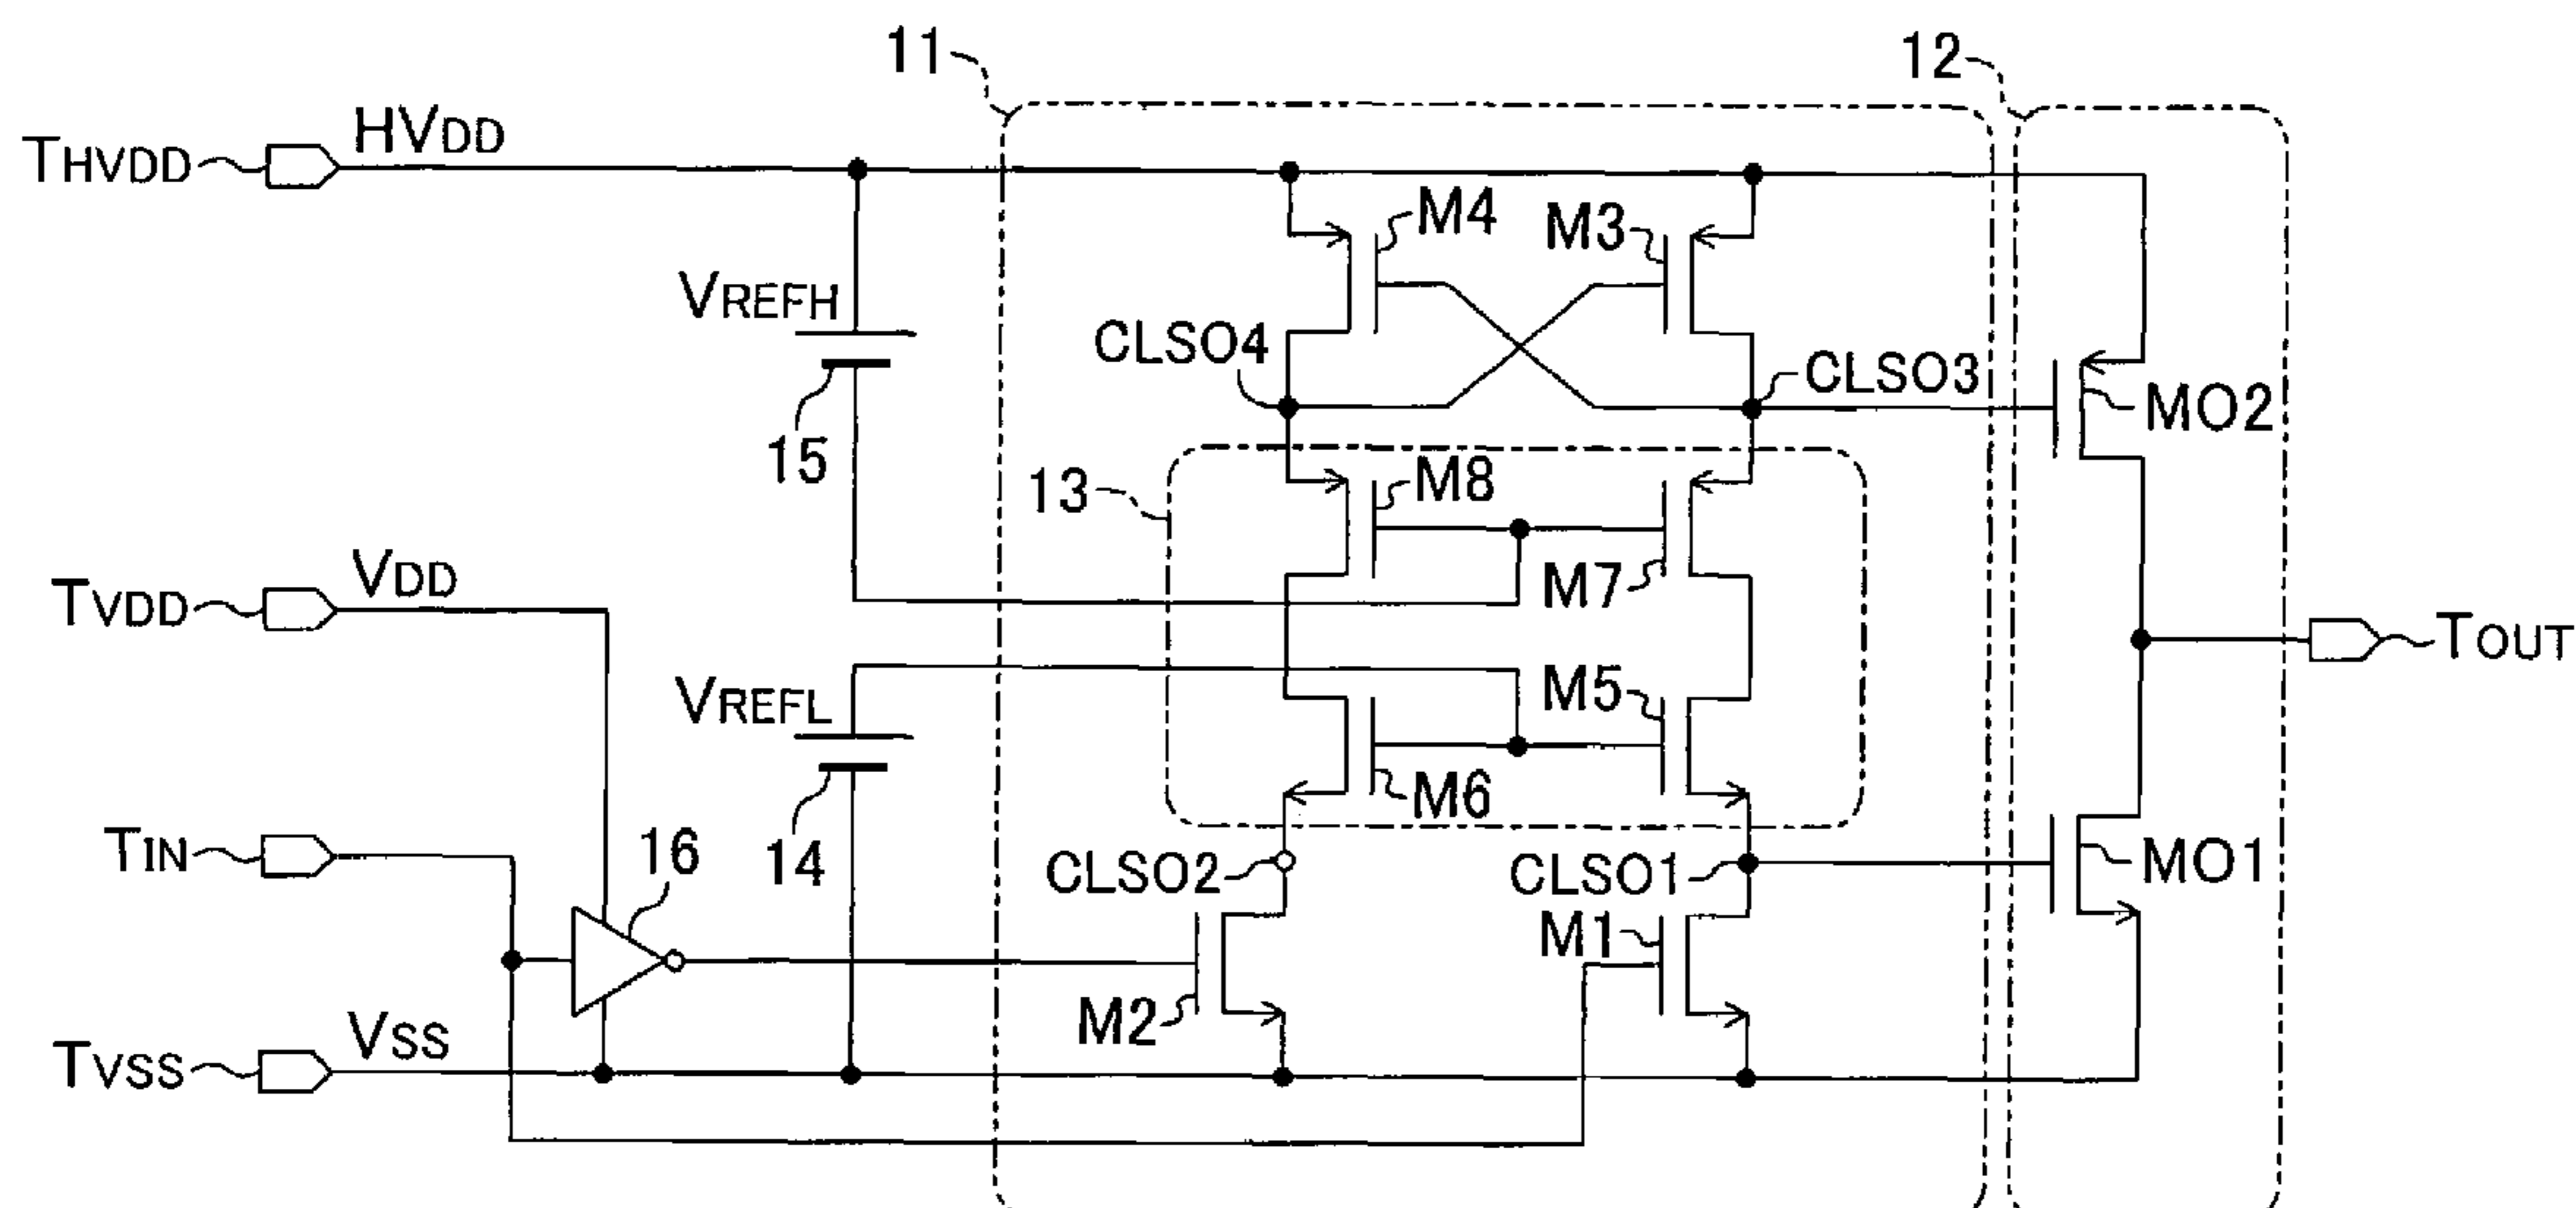 11
12
THVDD
HVDD
M4
M3
VREFH
CLSO4
CLSO3
MO2
15
13
M8
M7
TVDD
VDD
TOUT
VREFL
M5
M6
TIN
16
14
CLSO2
CLSO1
MO1
M1
M2
TVSS
VSS